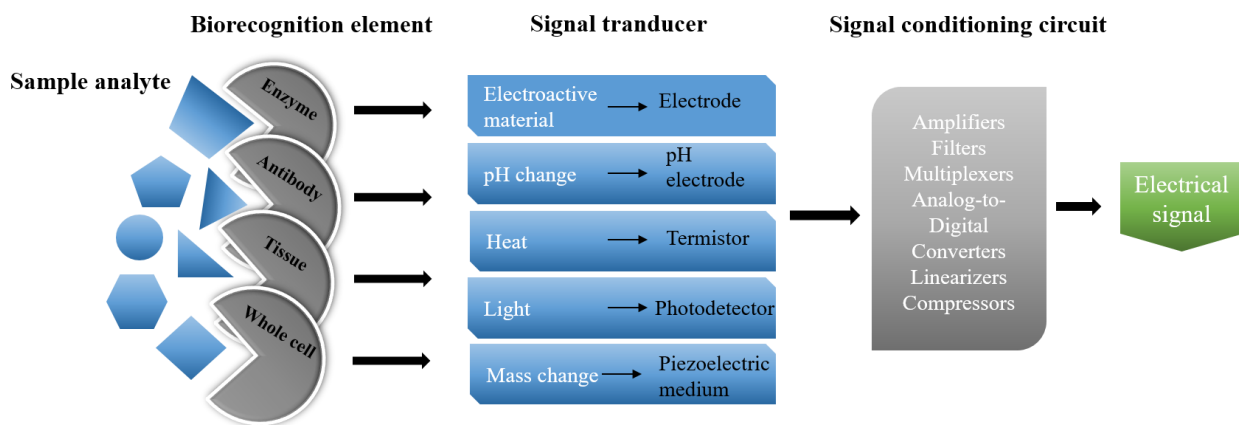 Biorecognition element
Signal tranducer
Signal conditioning circuit
Sample analyte
Enzyme
Antibody
Tissue
Whole cell
Electroactive
material
Electrode
pH change
pH
electrode
Heat
Termistor
Light
Photodetector
Mass change
Piezoelectric
medium
Amplifiers
Filters
Multiplexers
Analog-to-
Digital
Converters
Linearizers
Compressors
Electrical
signal